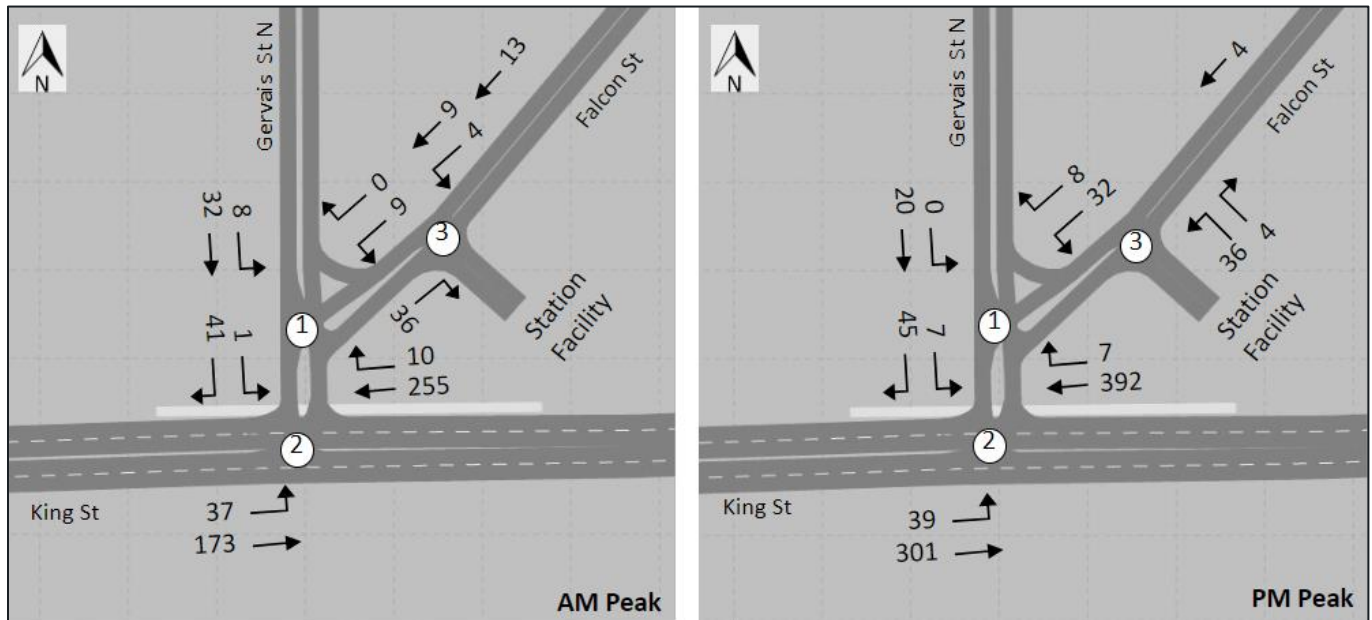 N
Gervais St N
13
9
4
Falcon St
0
9
32
8
3
36
Station
Facility
1
41
1
10
255
2
King St
37
173
AM Peak
N
Gervais St N
4
Falcon St
8
32
20
0
3
36
4
Station
Facility
1
45
7
7
392
2
King St
39
301
PM Peak